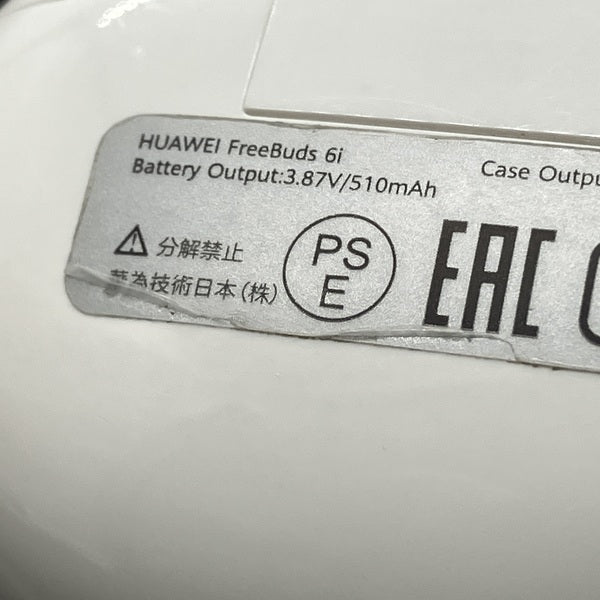 HUAWEI FreeBuds 6i
Battery Output:3.87V/510mAh
Case Outpu
分解禁止
華為技術日本(株)
PS
E
EAC